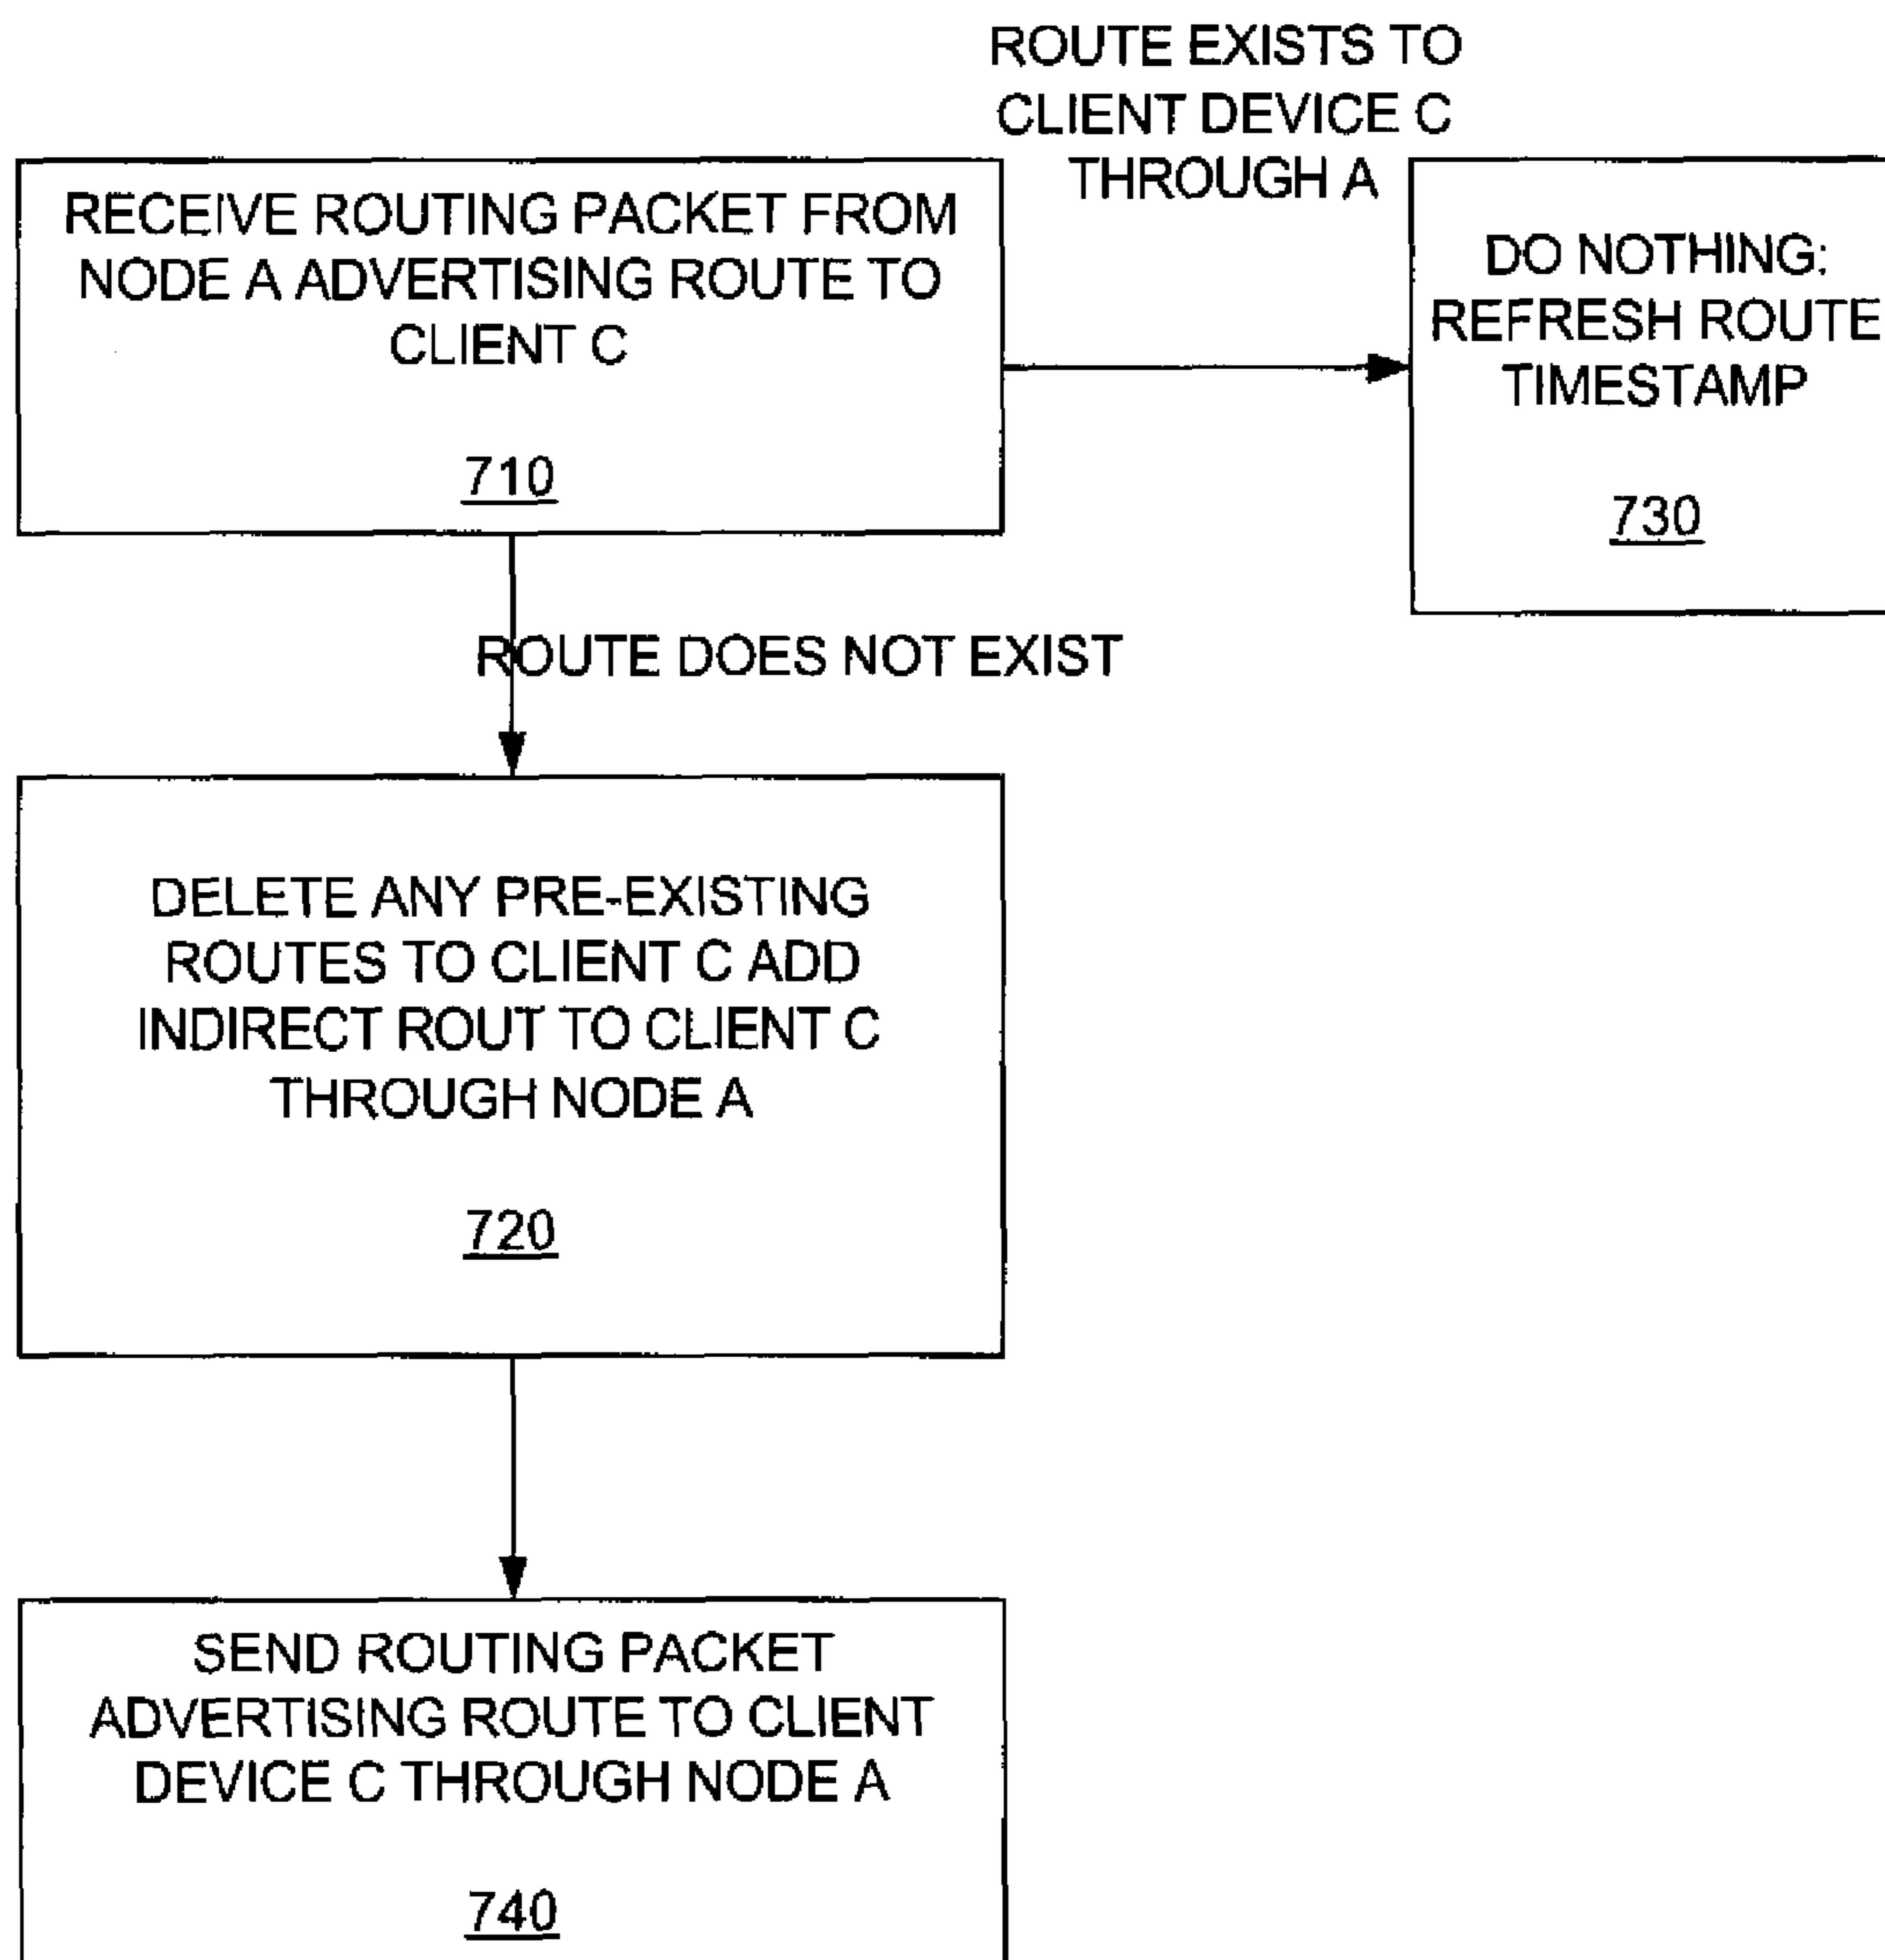 ROUTE EXISTS TO
CLIENT DEVICE C
THROUGH A
RECEIVE ROUTING PACKET FROM
NODE A ADVERTISING ROUTE TO
CLIENT C
710
DO NOTHING;
REFRESH ROUTE
TIMESTAMP
730
ROUTE DOES NOT EXIST
DELETE ANY PRE-EXISTING
ROUTES TO CLIENT C ADD
INDIRECT ROUT TO CLIENT C
THROUGH NODE A
720
SEND ROUTING PACKET
ADVERTISING ROUTE TO CLIENT
DEVICE C THROUGH NODE A
740